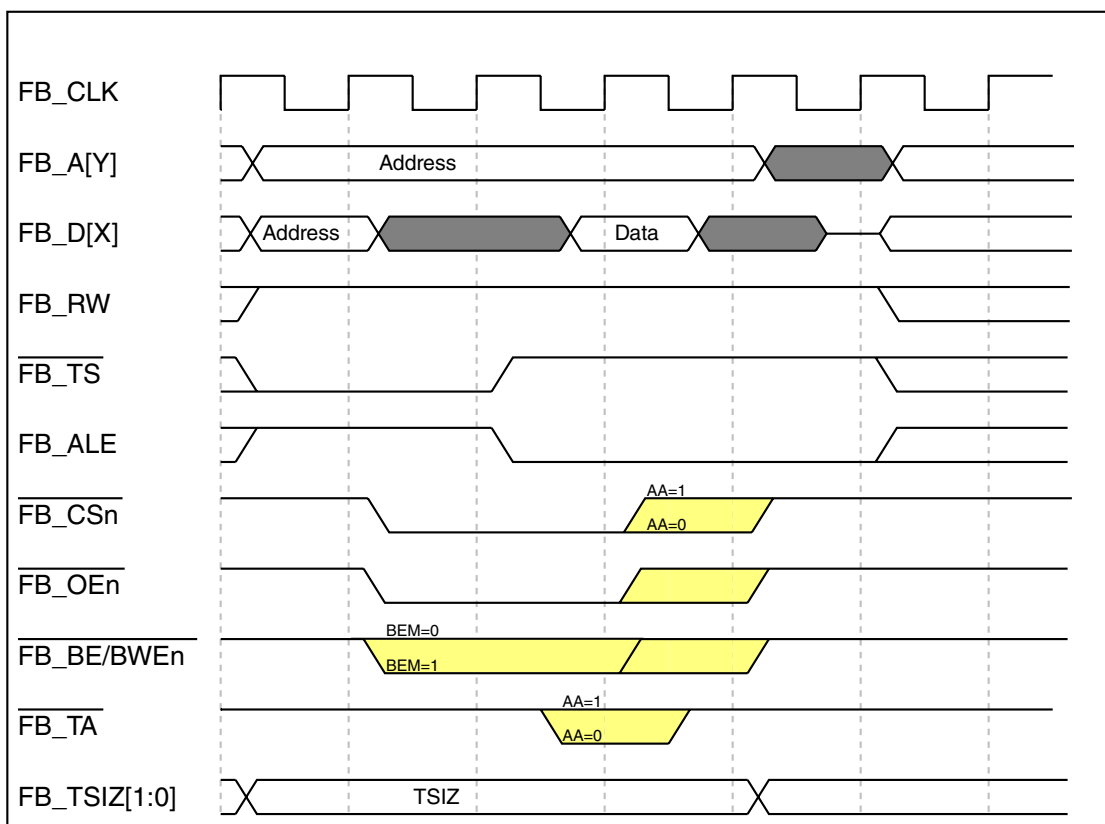 FB_CLK
FB_A[Y]
Address
FB_D[X]
Address
Data
FB_RW
FB_TS
FB_ALE
FB_CSn
AA=1
AA=0
FB_OEn
FB_BE/BWEn
BEM=0
BEM=1
FB_TA
AA=1
AA=0
FB_TSIZ[1:0]
TSIZ